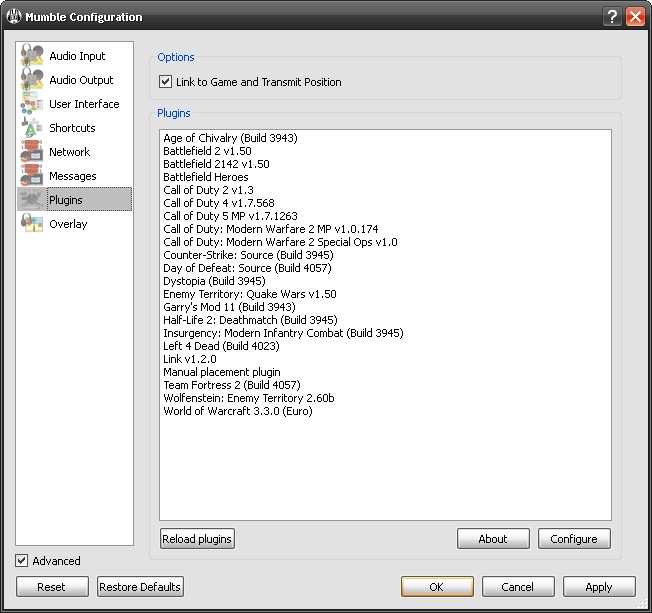 Mumble Configuration
Audio Input
Audio Output
User Interface
Shortcuts
Network
Messages
Plugins
Overlay
Options
Link to Game and Transmit Position
Plugins
Age of Chivalry (Build 3943)
Battlefield 2 v1.50
Battlefield 2142 v1.50
Battlefield Heroes
Call of Duty 2 v1.3
Call of Duty 4 v1.7.568
Call of Duty 5 MP v1.7.1263
Call of Duty: Modern Warfare 2 MP v1.0.174
Call of Duty: Modern Warfare 2 Special Ops v1.0
Counter-Strike: Source (Build 3945)
Day of Defeat: Source (Build 4057)
Dystopia (Build 3945)
Enemy Territory: Quake Wars v1.50
Garry's Mod 11 (Build 3943)
Half-Life 2: Deathmatch (Build 3945)
Insurgency: Modern Infantry Combat (Build 3945)
Left 4 Dead (Build 4023)
Link v1.2.0
Manual placement plugin
Team Fortress 2 (Build 4057)
Wolfenstein: Enemy Territory 2.60b
World of Warcraft 3.3.0 (Euro)
Reload plugins
About
Configure
Advanced
Reset
Restore Defaults
OK
Cancel
Apply